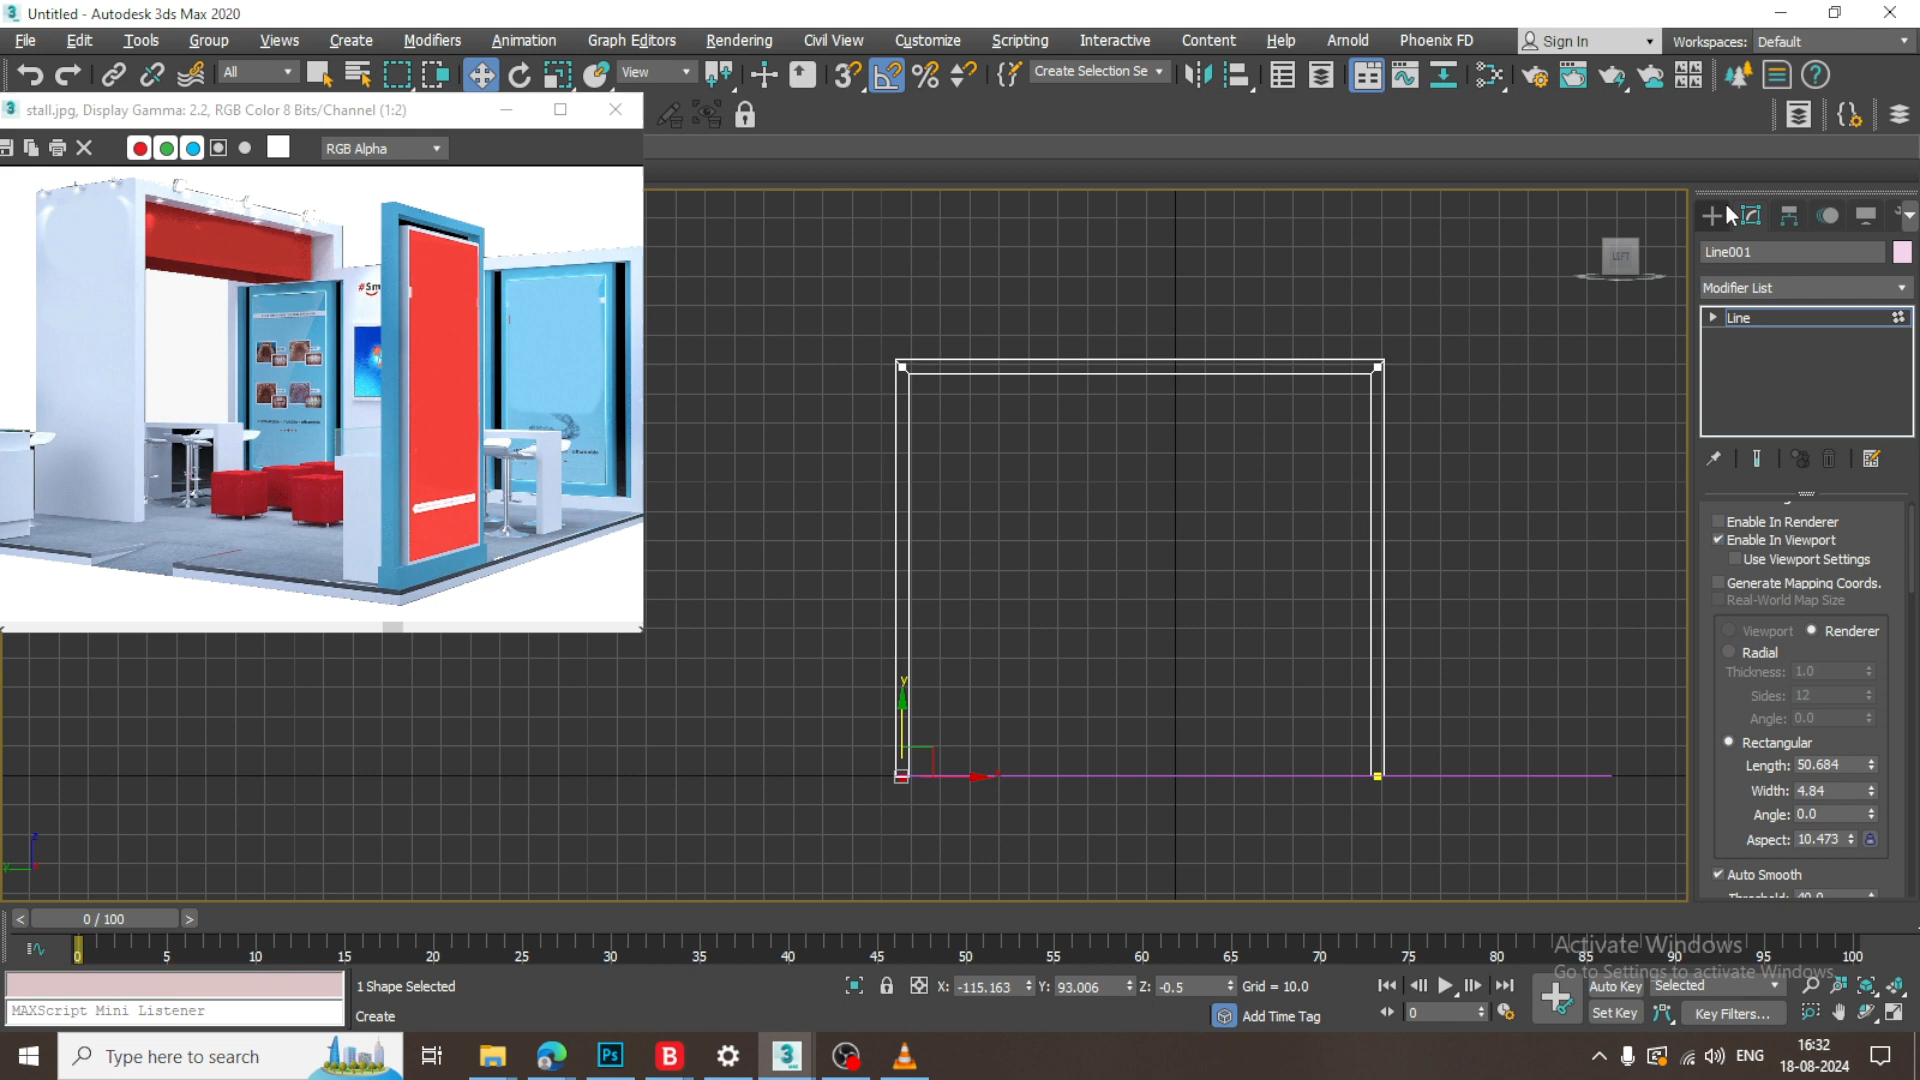 Untitled - Autodesk 3ds Max 2020
File Edit Tools Group Views Create Modifiers Animation Graph Editors Rendering Civil View Customize Scripting Interactive Content Help Arnold Phoenix FD Sign In Workspaces: Default
All View Create Selection Se
stall.jpg, Display Gamma: 2.2, RGB Color 8 Bits/Channel (1:2)
RGB Alpha
#Sm
LEFT
Line001
Modifier List
Line
Enable In Renderer
Enable In Viewport
Use Viewport Settings
Generate Mapping Coords.
Real-World Map Size
Viewport Renderer
Radial
Thickness: 1.0
Sides: 12
Angle: 0.0
Rectangular
Length: 50.684
Width: 4.84
Angle: 0.0
Aspect: 10.473
Auto Smooth
Threshold: 40.0
y
x
z
y
< 0 / 100 >
0 5 10 15 20 25 30 35 40 45 50 55 60 65 70 75 80 85 90 95 100
Activate Windows
Go to Settings to activate Windows.
1 Shape Selected X: -115.163 Y: 93.006 Z: -0.5 Grid = 10.0 Auto Key Selected
MAXScript Mini Listener Create Add Time Tag 0 Set Key Key Filters...
Type here to search Ps B 3 ENG 16:32
18-08-2024